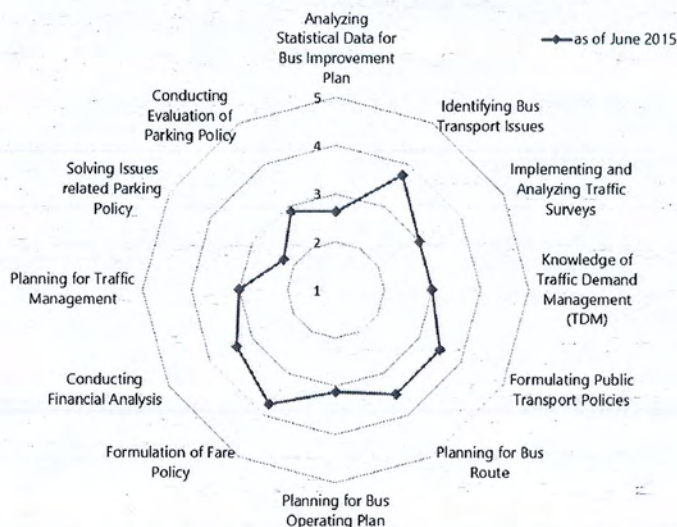 Analyzing
Statistical Data for
Bus Improvement
Plan
as of June 2015
Identifying Bus
Transport Issues
Implementing and
Analyzing Traffic
Surveys
Knowledge of
Traffic Demand
Management
(TDM)
Formulating Public
Transport Policies
Planning for Bus
Route
Planning for Bus
Operating Plan
Formulation of Fare
Policy
Conducting
Financial Analysis
Planning for Traffic
Management
Solving Issues
related Parking
Policy
Conducting
Evaluation of
Parking Policy
5
4
3
2
1